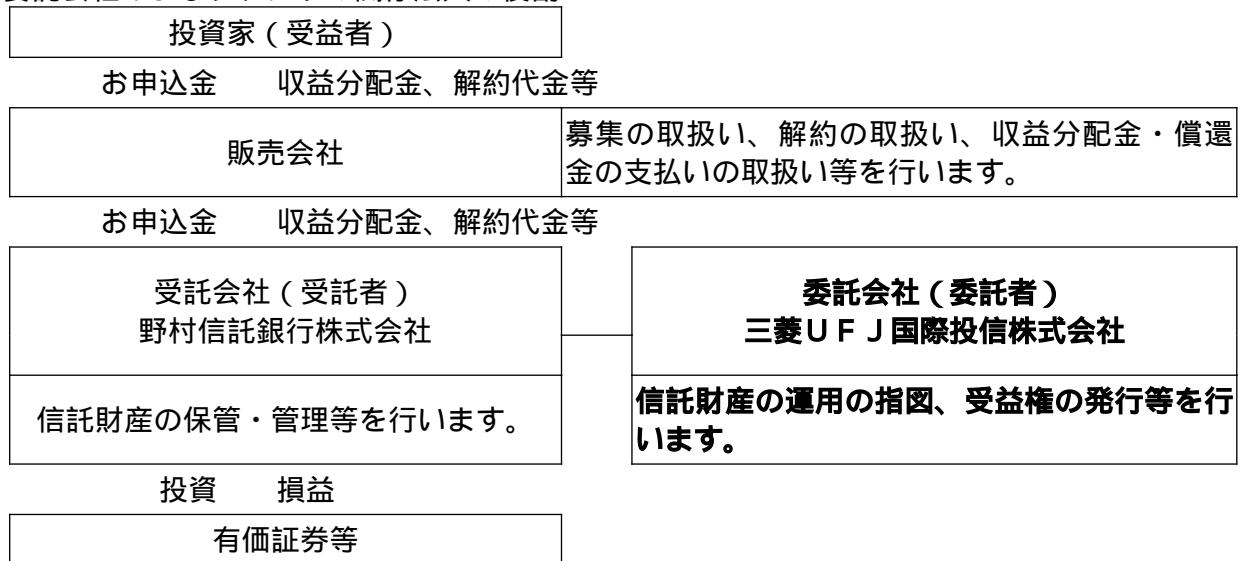 投資家(受益者)
お申込金 収益分配金、解約代金等
販売会社
募集の取扱い、解約の取扱い、収益分配金・償還
金の支払いの取扱い等を行います。
お申込金 収益分配金、解約代金等
受託会社(受託者)
野村信託銀行株式会社
委託会社(委託者)
三菱UFJ国際投信株式会社
信託財産の保管・管理等を行います。
信託財産の運用の指図、受益権の発行等を行
います。
投資 損益
有価証券等